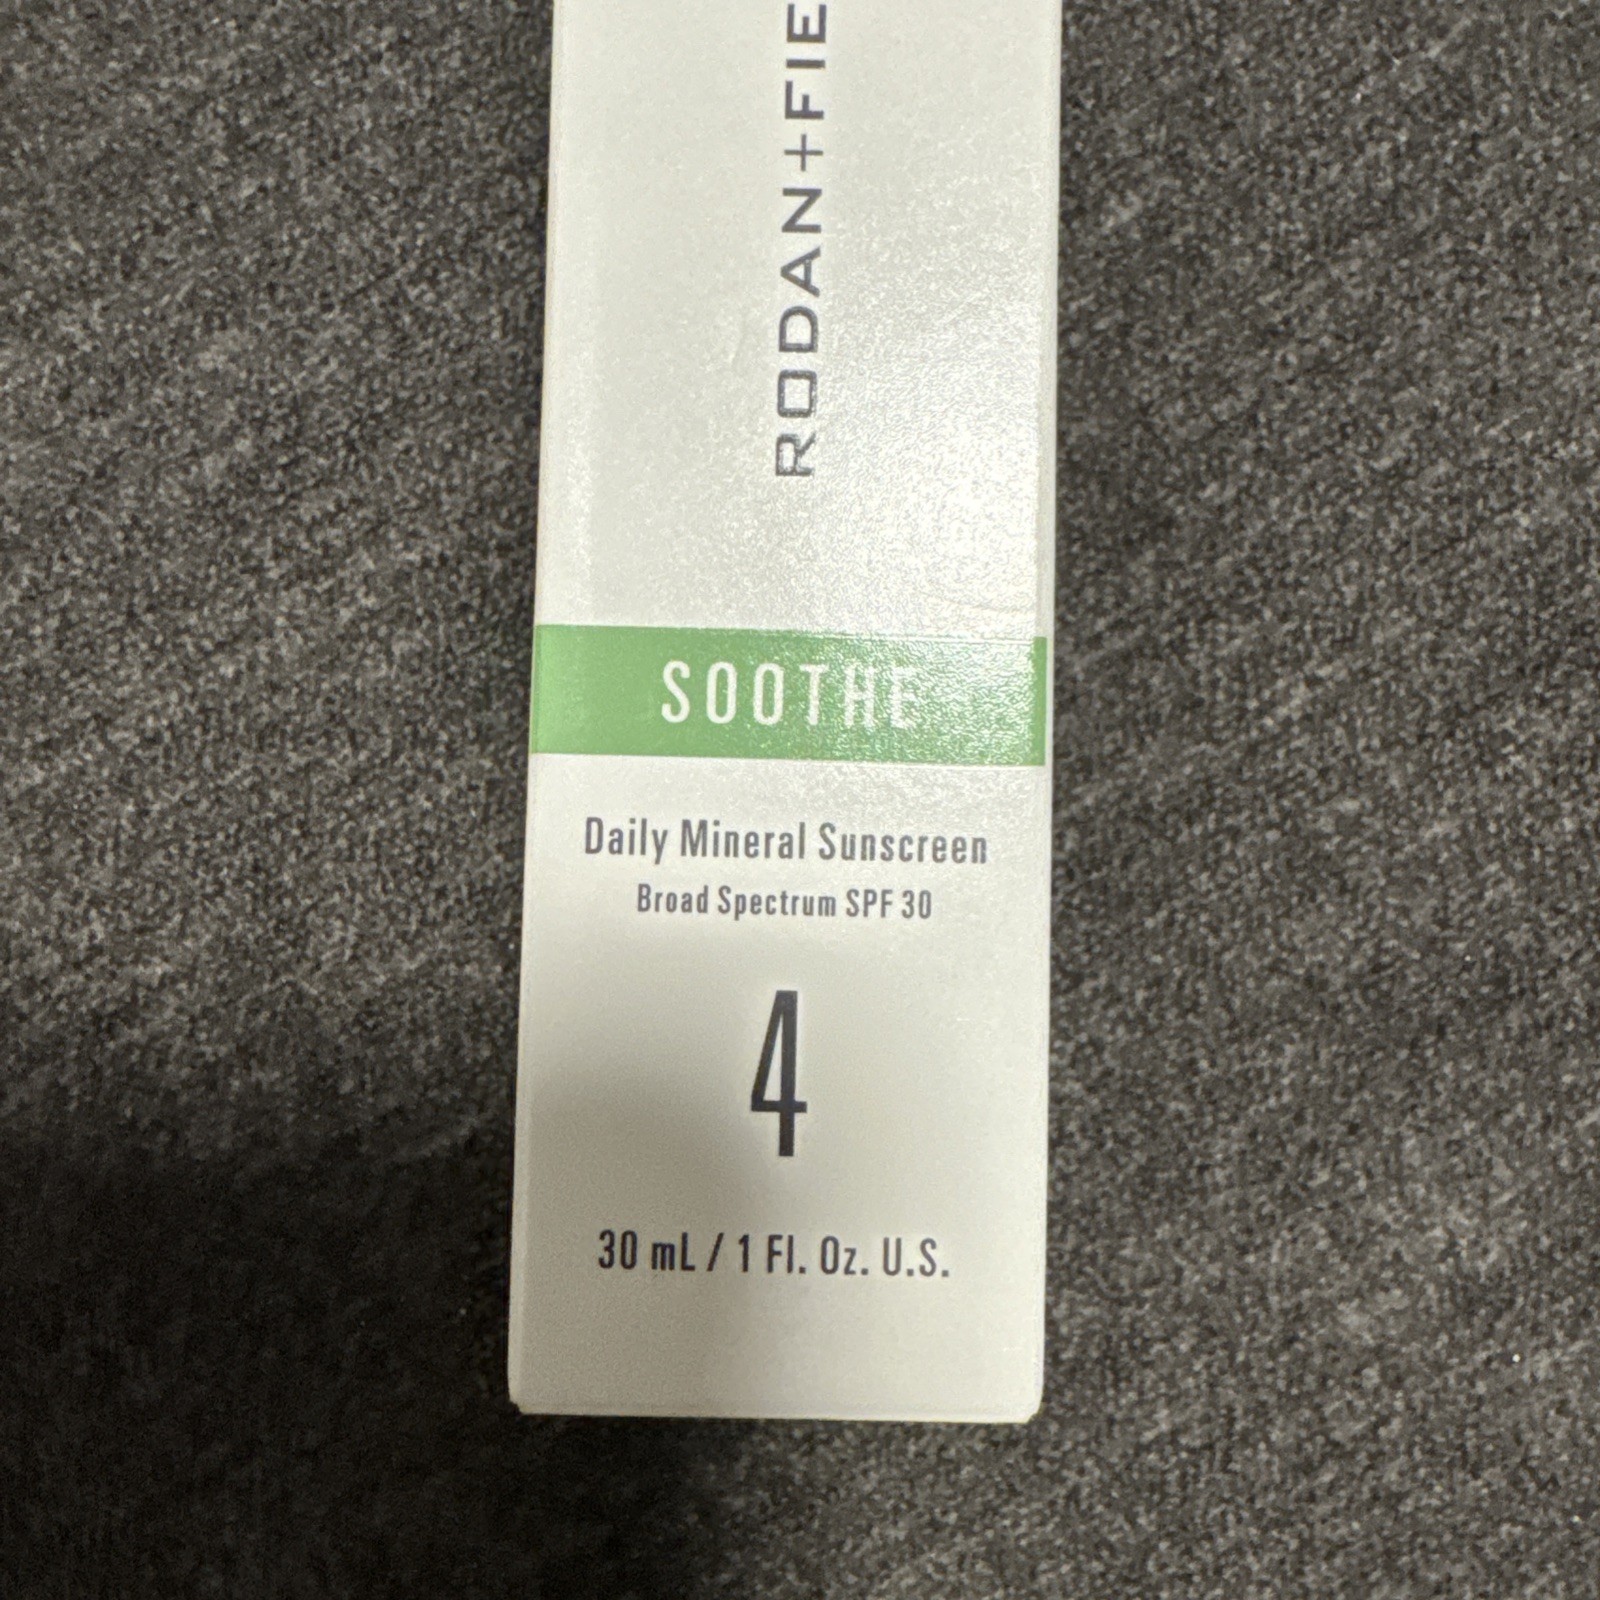 RODAN+FIE
SOOTHE
Daily Mineral Sunscreen
Broad Spectrum SPF 30
4
30 mL / 1 Fl. Oz. U.S.